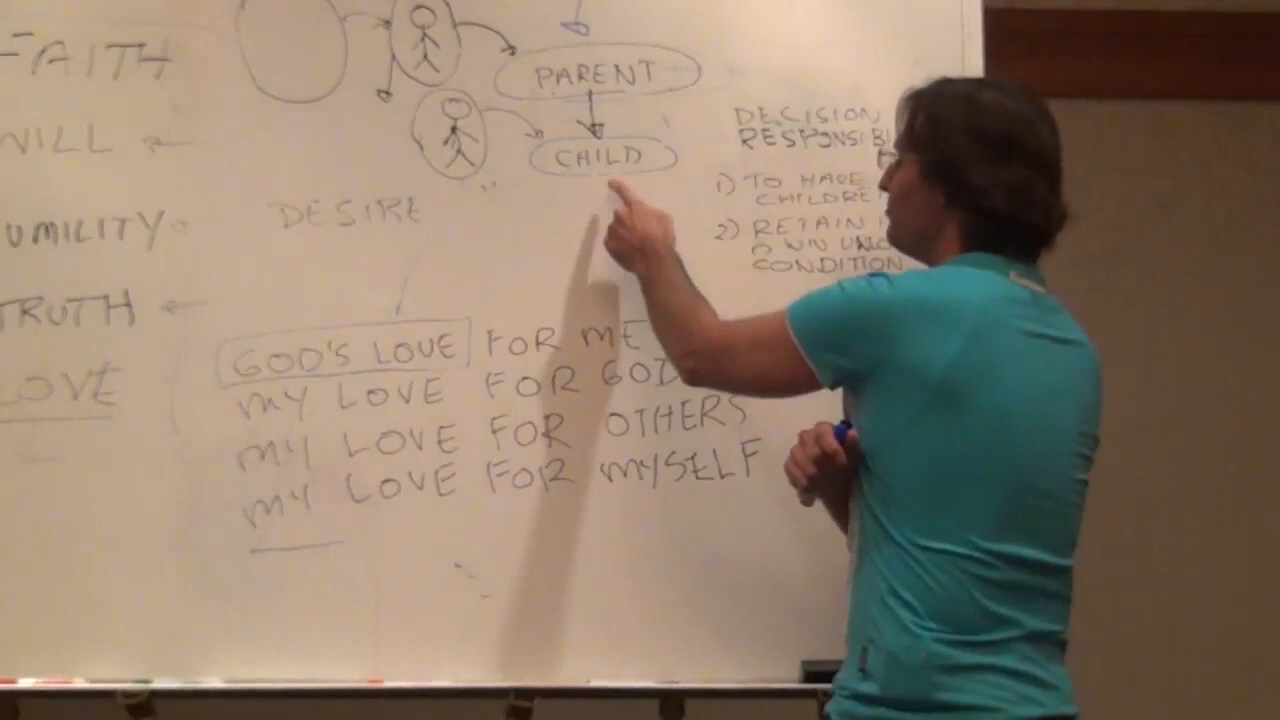 FAITH
WILL
HUMILITY
TRUTH
LOVE
PARENT
CHILD
DESIRE
GOD'S LOVE FOR ME
MY LOVE FOR GOD
MY LOVE FOR OTHERS
MY LOVE FOR MYSELF
DECISION
RESPONSIBI
1) TO HAVE
CHILDRE
2) RETAIN
OWN
CONDITION